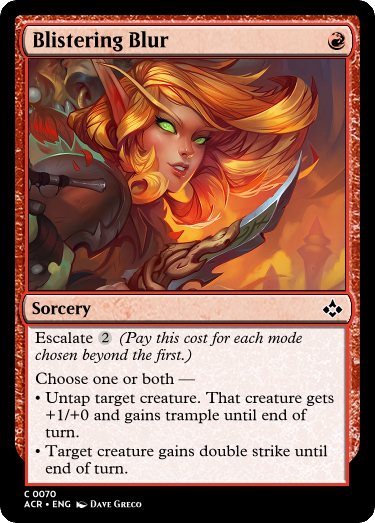 Blistering Blur
Sorcery
Escalate 2 (Pay this cost for each mode
chosen beyond the first.)
Choose one or both —
• Untap target creature. That creature gets
+1/+0 and gains trample until end of
turn.
• Target creature gains double strike until
end of turn.
C 0070
ACR • ENG Dave Greco